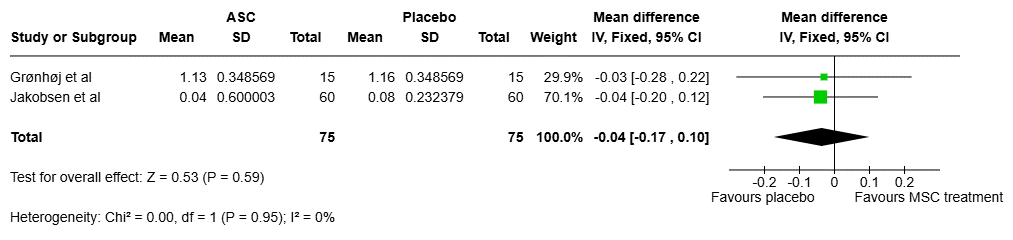 ASC Placebo Mean difference Mean difference
Study or Subgroup Mean SD Total Mean SD Total Weight IV, Fixed, 95% CI IV, Fixed, 95% CI
Grønhøj et al 1.13 0.348569 15 1.16 0.348569 15 29.9% -0.03 [-0.28 , 0.22]
Jakobsen et al 0.04 0.600003 60 0.08 0.232379 60 70.1% -0.04 [-0.20 , 0.12]
Total 75 75 100.0% -0.04 [-0.17 , 0.10]
Test for overall effect: Z = 0.53 (P = 0.59)
-0.2 -0.1 0 0.1 0.2
Favours placebo Favours MSC treatment
Heterogeneity: Chi² = 0.00, df = 1 (P = 0.95); I² = 0%